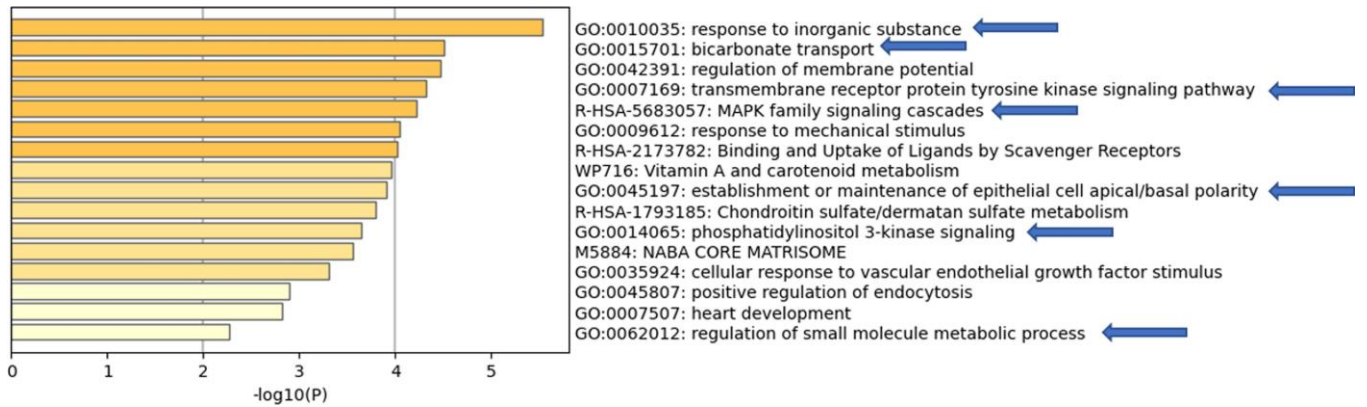 GO:0010035: response to inorganic substance
GO:0015701: bicarbonate transport
GO:0042391: regulation of membrane potential
GO:0007169: transmembrane receptor protein tyrosine kinase signaling pathway
R-HSA-5683057: MAPK family signaling cascades
GO:0009612: response to mechanical stimulus
R-HSA-2173782: Binding and Uptake of Ligands by Scavenger Receptors
WP716: Vitamin A and carotenoid metabolism
GO:0045197: establishment or maintenance of epithelial cell apical/basal polarity
R-HSA-1793185: Chondroitin sulfate/dermatan sulfate metabolism
GO:0014065: phosphatidylinositol 3-kinase signaling
M5884: NABA CORE MATRISOME
GO:0035924: cellular response to vascular endothelial growth factor stimulus
GO:0045807: positive regulation of endocytosis
GO:0007507: heart development
GO:0062012: regulation of small molecule metabolic process
0 1 2 3 4 5
-log10(P)